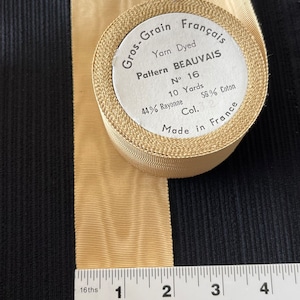 Gros-Grain Français
Yarn Dyed
Pattern BEAUVAIS
Nº 16
10 Yards
44% Rayonne 56% Coton
Col.
Made in France
16ths 1 2 3 4